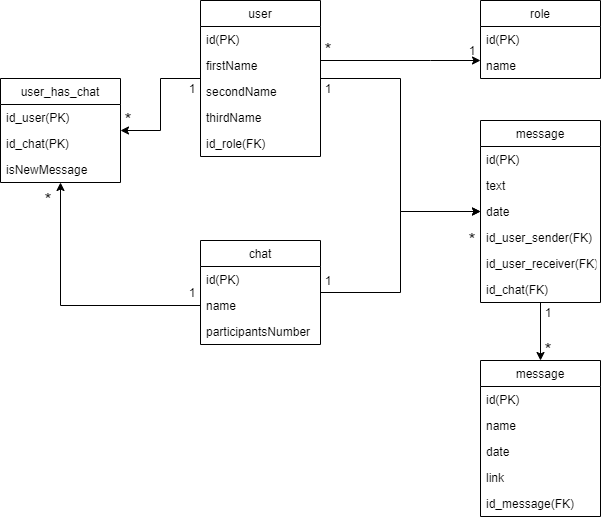 user
id(PK)
firstName
secondName
thirdName
id_role(FK)
role
id(PK)
name
user_has_chat
id_user(PK)
id_chat(PK)
isNewMessage
message
id(PK)
text
date
id_user_sender(FK)
id_user_receiver(FK)
id_chat(FK)
chat
id(PK)
name
participantsNumber
message
id(PK)
name
date
link
id_message(FK)
*
1
1
*
1
*
*
1
1
1
*